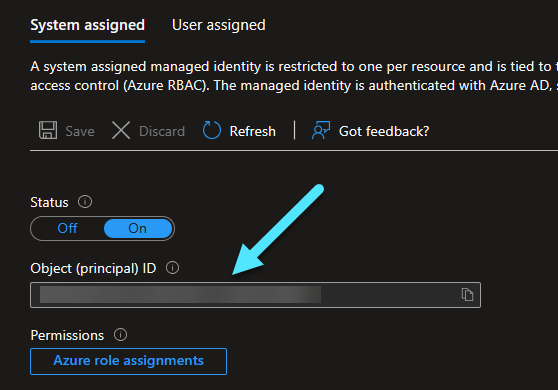 System assigned User assigned
A system assigned managed identity is restricted to one per resource and is tied to
access control (Azure RBAC). The managed identity is authenticated with Azure AD,
Save Discard Refresh Got feedback?
Status
Off On
Object (principal) ID
Permissions
Azure role assignments